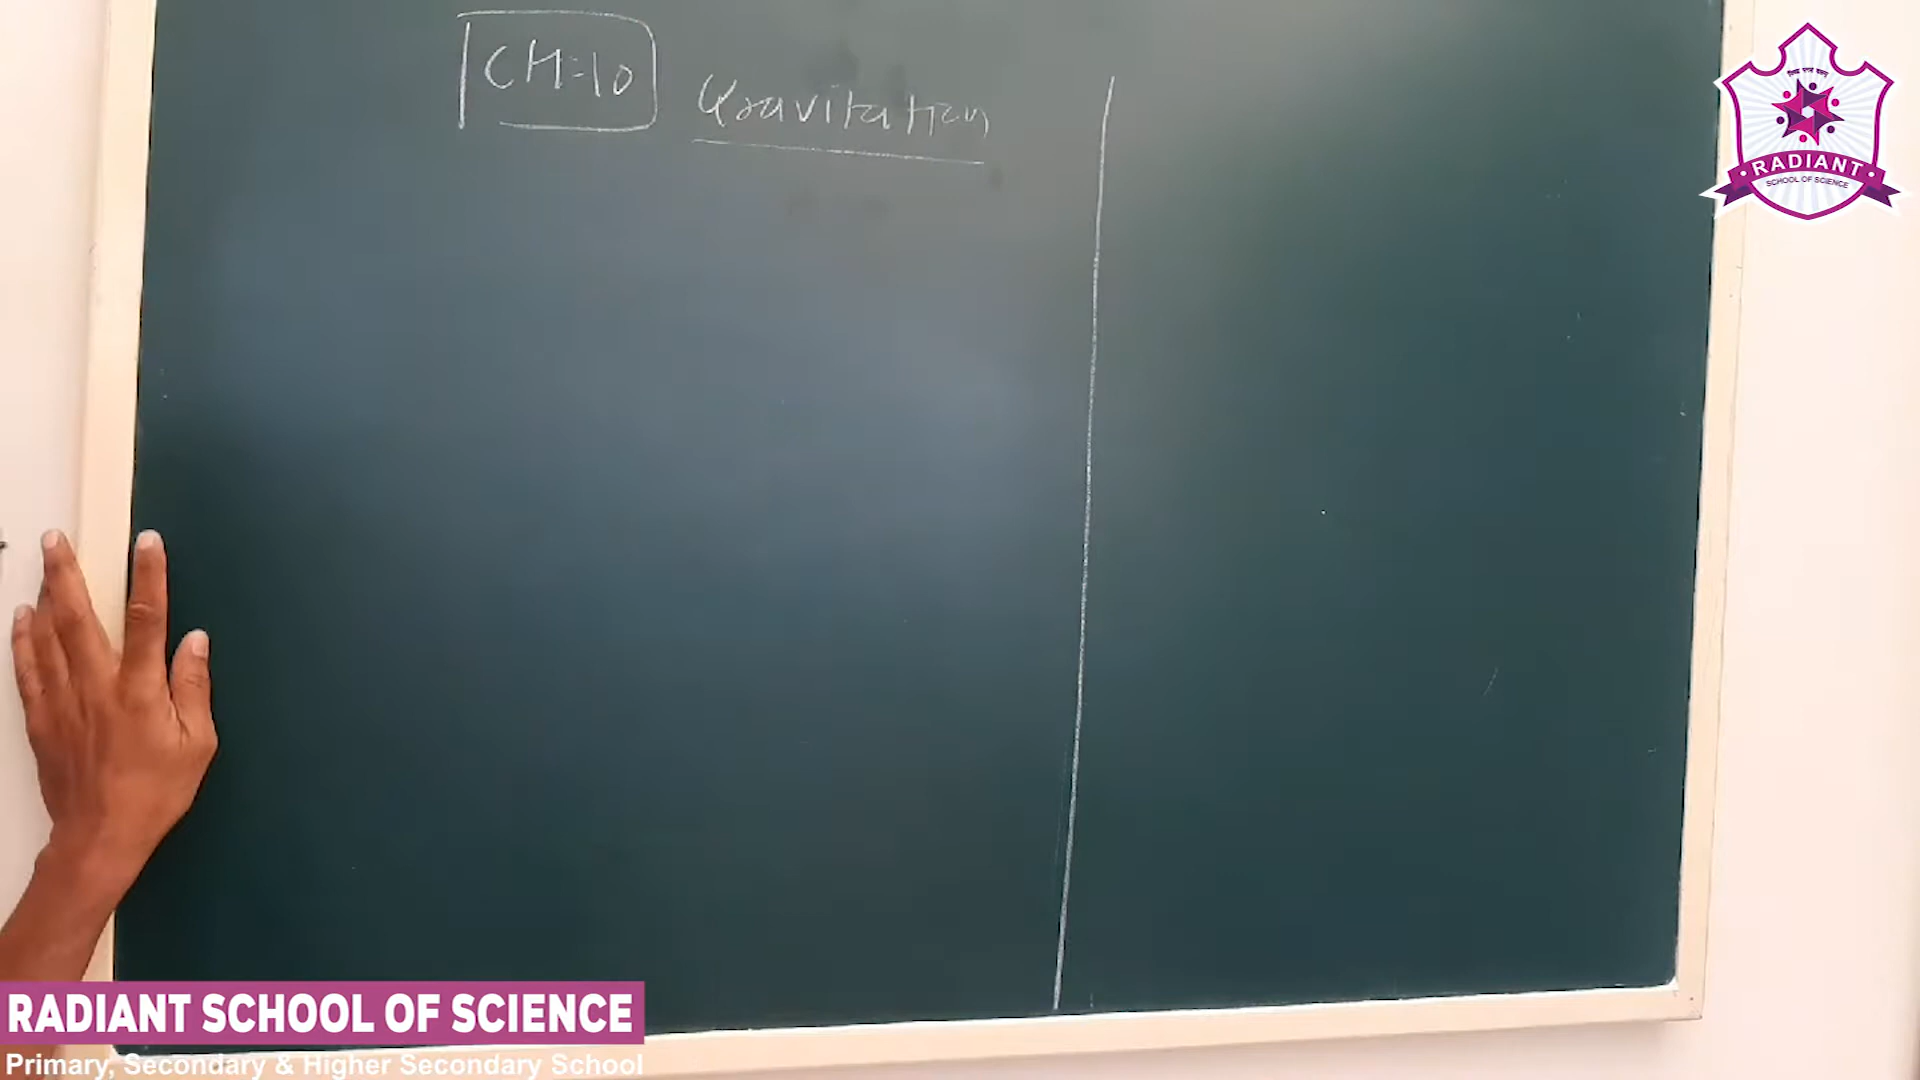 CH=10 Gravitation
RADIANT
SCHOOL OF SCIENCE
RADIANT SCHOOL OF SCIENCE
Primary, Secondary & Higher Secondary School